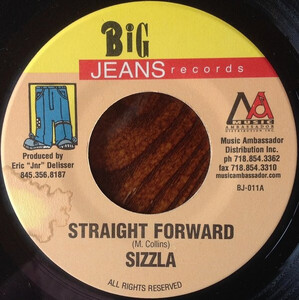 BiG
JEANS records
Produced by
Eric "Jnr" Delisser
845.356.8187
MUSIC
AMBASSADOR
Music Ambassador
Distribution Inc.
ph 718.854.3362
fax 718.854.3310
musicambassador.com
BJ-011A
STRAIGHT FORWARD
(M. Collins)
SIZZLA
ALL RIGHTS RESERVED